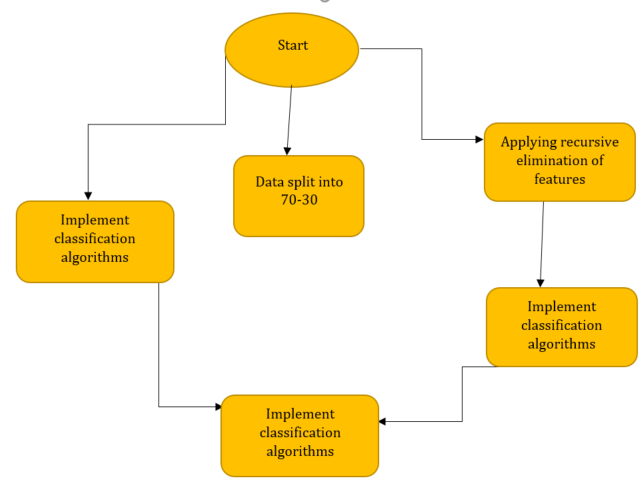 Start
Applying recursive
elimination of
features
Data split into
70-30
Implement
classification
algorithms
Implement
classification
algorithms
Implement
classification
algorithms